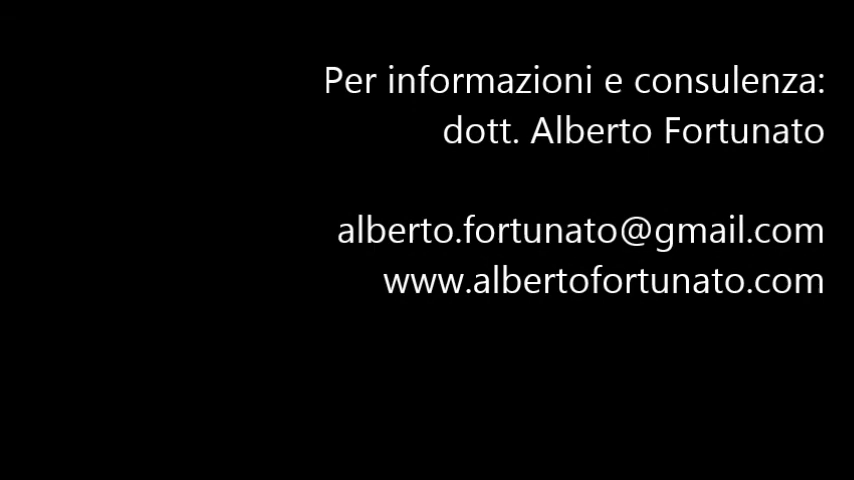 Per informazioni e consulenza:
dott. Alberto Fortunato
alberto.fortunato@gmail.com
www.albertofortunato.com